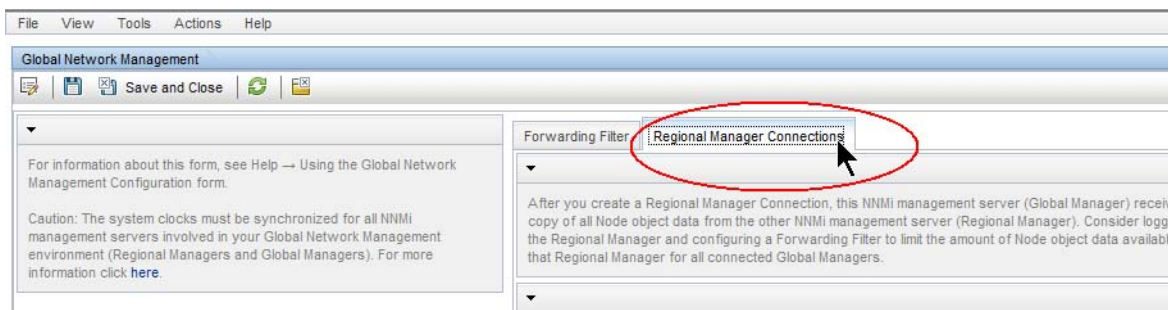 File View Tools Actions Help
Global Network Management
Save and Close
For information about this form, see Help → Using the Global Network
Management Configuration form.
Caution: The system clocks must be synchronized for all NNMi
management servers involved in your Global Network Management
environment (Regional Managers and Global Managers). For more
information click here.
Forwarding Filter Regional Manager Connections
After you create a Regional Manager Connection, this NNMi management server (Global Manager)
copy of all Node object data from the other NNMi management server (Regional Manager). Consider
the Regional Manager and configuring a Forwarding Filter to limit the amount of Node object data
that Regional Manager for all connected Global Managers.